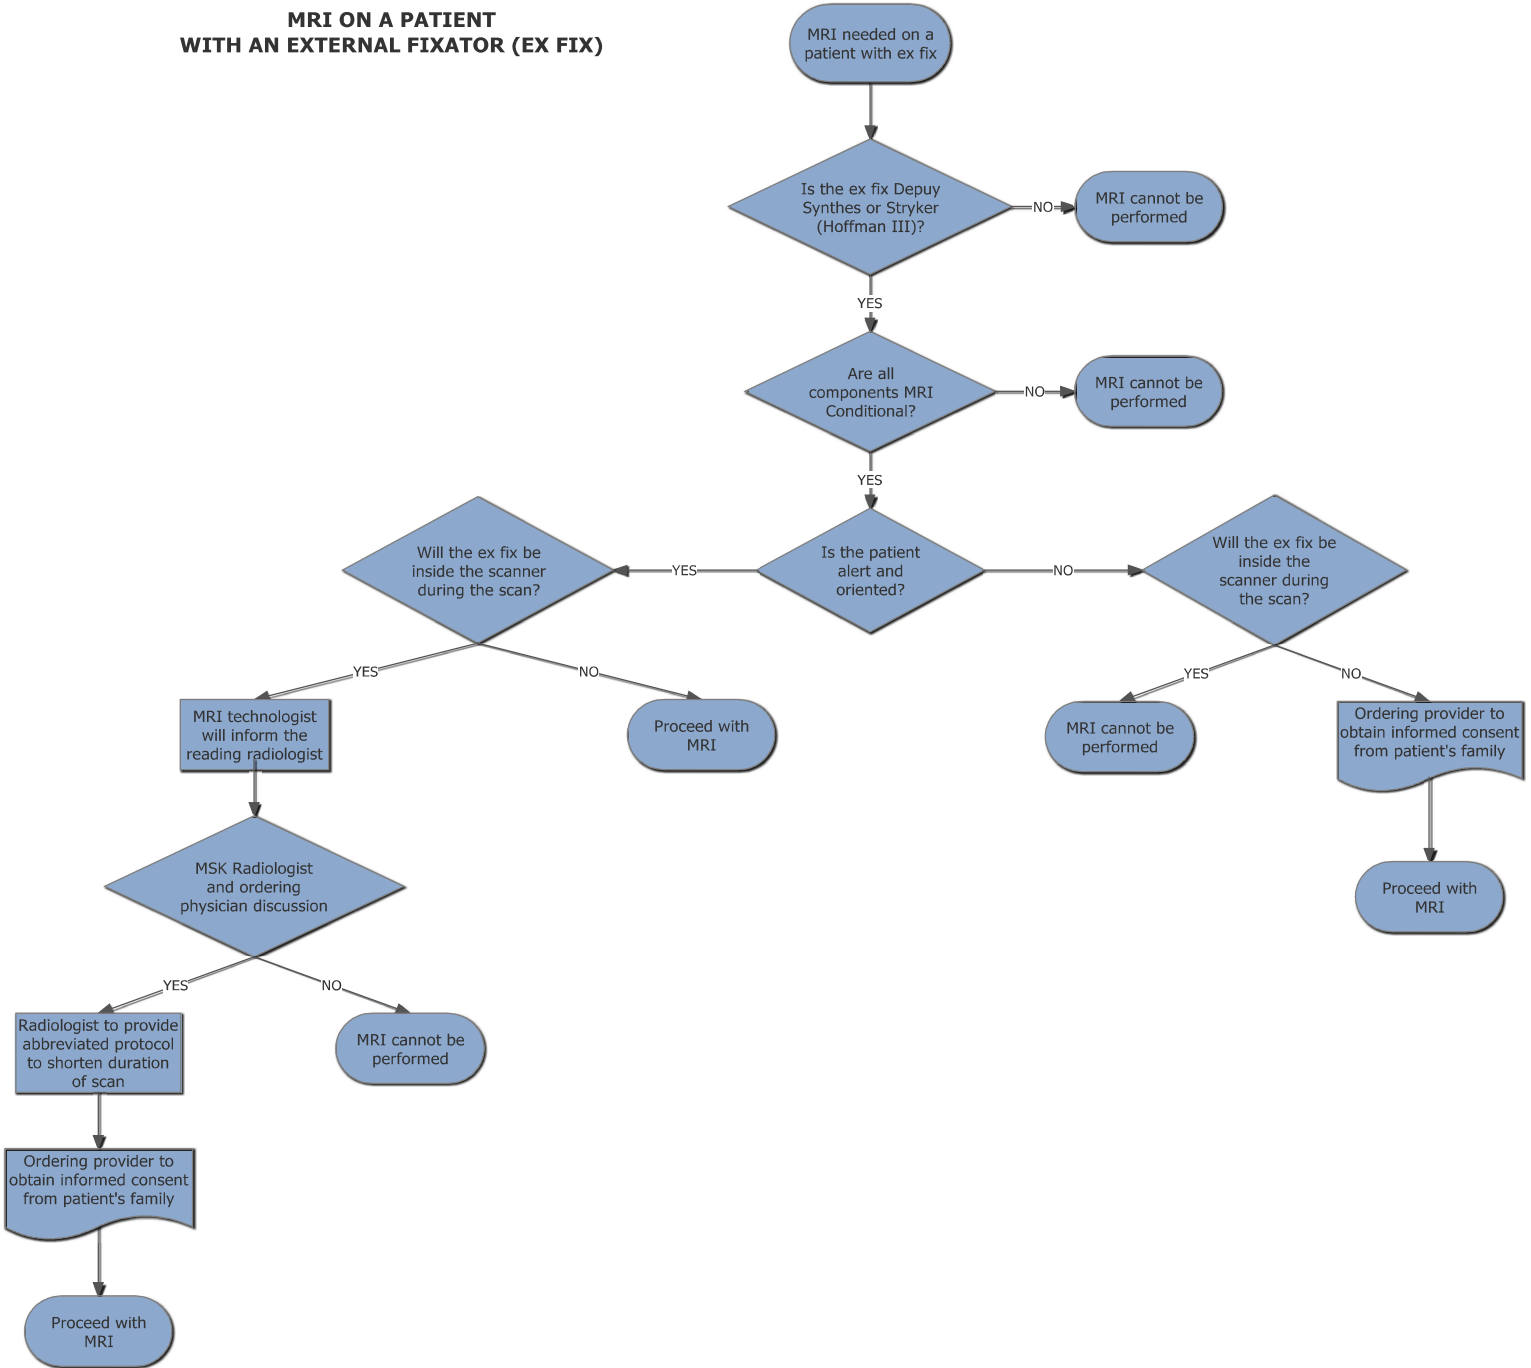 MRI ON A PATIENT
WITH AN EXTERNAL FIXATOR (EX FIX)
MRI needed on a
patient with ex fix
Is the ex fix Depuy
Synthes or Stryker
(Hoffman III)?
NO
MRI cannot be
performed
YES
Are all
components MRI
Conditional?
NO
MRI cannot be
performed
YES
Is the patient
alert and
oriented?
YES
Will the ex fix be
inside the scanner
during the scan?
NO
Will the ex fix be
inside the
scanner during
the scan?
YES
MRI technologist
will inform the
reading radiologist
NO
Proceed with
MRI
YES
MRI cannot be
performed
NO
Ordering provider to
obtain informed consent
from patient's family
Proceed with
MRI
MSK Radiologist
and ordering
physician discussion
YES
Radiologist to provide
abbreviated protocol
to shorten duration
of scan
NO
MRI cannot be
performed
Ordering provider to
obtain informed consent
from patient's family
Proceed with
MRI